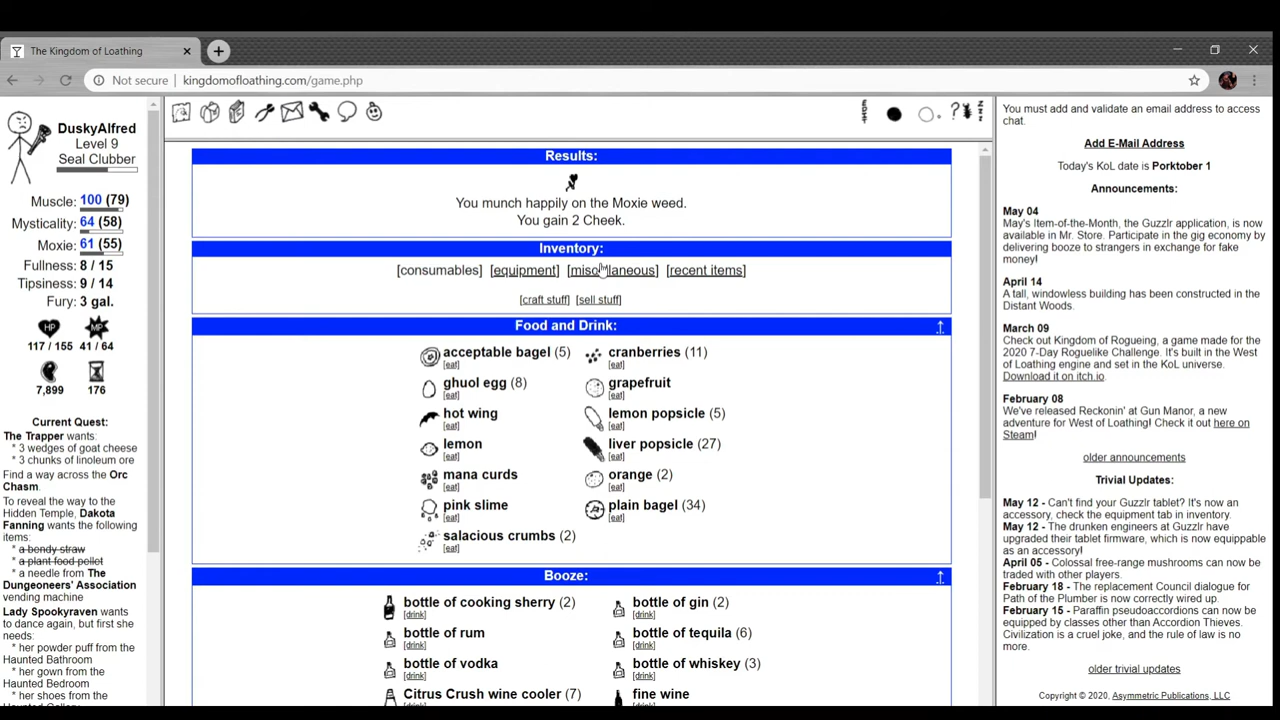 The Kingdom of Loathing
Not secure | kingdomofloathing.com/game.php
DuskyAlfred
Level 9
Seal Clubber
Muscle: 100 (79)
Mysticality: 64 (58)
Moxie: 61 (55)
Fullness: 8 / 15
Tipsiness: 9 / 14
Fury: 3 gal.
HP MP
117 / 155 41 / 64
7,899 176
Current Quest:
The Trapper wants:
* 3 wedges of goat cheese
* 3 chunks of linoleum ore
Find a way across the Orc
Chasm.
To reveal the way to the
Hidden Temple, Dakota
Fanning wants the following
items:
* a bendy straw
* a plant food pellet
* a needle from The
Dungeoneers' Association
vending machine
Lady Spookyraven wants
to dance again, but first she
needs:
* her powder puff from the
Haunted Bathroom
* her gown from the
Haunted Bedroom
* her shoes from the
Results:
You munch happily on the Moxie weed.
You gain 2 Cheek.
Inventory:
[consumables] [equipment] [miscellaneous] [recent items]
[craft stuff] [sell stuff]
Food and Drink:
acceptable bagel (5) cranberries (11)
[eat] [eat]
ghuol egg (8) grapefruit
[eat] [eat]
hot wing lemon popsicle (5)
[eat] [eat]
lemon liver popsicle (27)
[eat] [eat]
mana curds orange (2)
[eat] [eat]
pink slime plain bagel (34)
[eat] [eat]
salacious crumbs (2)
[eat]
Booze:
bottle of cooking sherry (2) bottle of gin (2)
[drink] [drink]
bottle of rum bottle of tequila (6)
[drink] [drink]
bottle of vodka bottle of whiskey (3)
[drink] [drink]
Citrus Crush wine cooler (7) fine wine
You must add and validate an email address to access
chat.
Add E-Mail Address
Today's KoL date is Porktober 1
Announcements:
May 04
May's Item-of-the-Month, the Guzzlr application, is now
available in Mr. Store. Participate in the gig economy by
delivering booze to strangers in exchange for fake
money!
April 14
A tall, windowless building has been constructed in the
Distant Woods.
March 09
Check out Kingdom of Rogueing, a game made for the
2020 7-Day Roguelike Challenge. It's built in the West
of Loathing engine and set in the KoL universe.
Download it on itch.io.
February 08
We've released Reckonin' at Gun Manor, a new
adventure for West of Loathing! Check it out here on
Steam!
older announcements
Trivial Updates:
May 12 - Can't find your Guzzlr tablet? It's now an
accessory, check the equipment tab in inventory.
May 12 - The drunken engineers at Guzzlr have
upgraded their tablet firmware, which is now equippable
as an accessory!
April 05 - Colossal free-range mushrooms can now be
traded with other players.
February 18 - The replacement Council dialogue for
Path of the Plumber is now correctly wired up.
February 15 - Paraffin pseudoaccordions can now be
equipped by classes other than Accordion Thieves.
Civilization is a cruel joke, and the rule of law is no
more.
older trivial updates
Copyright © 2020, Asymmetric Publications, LLC